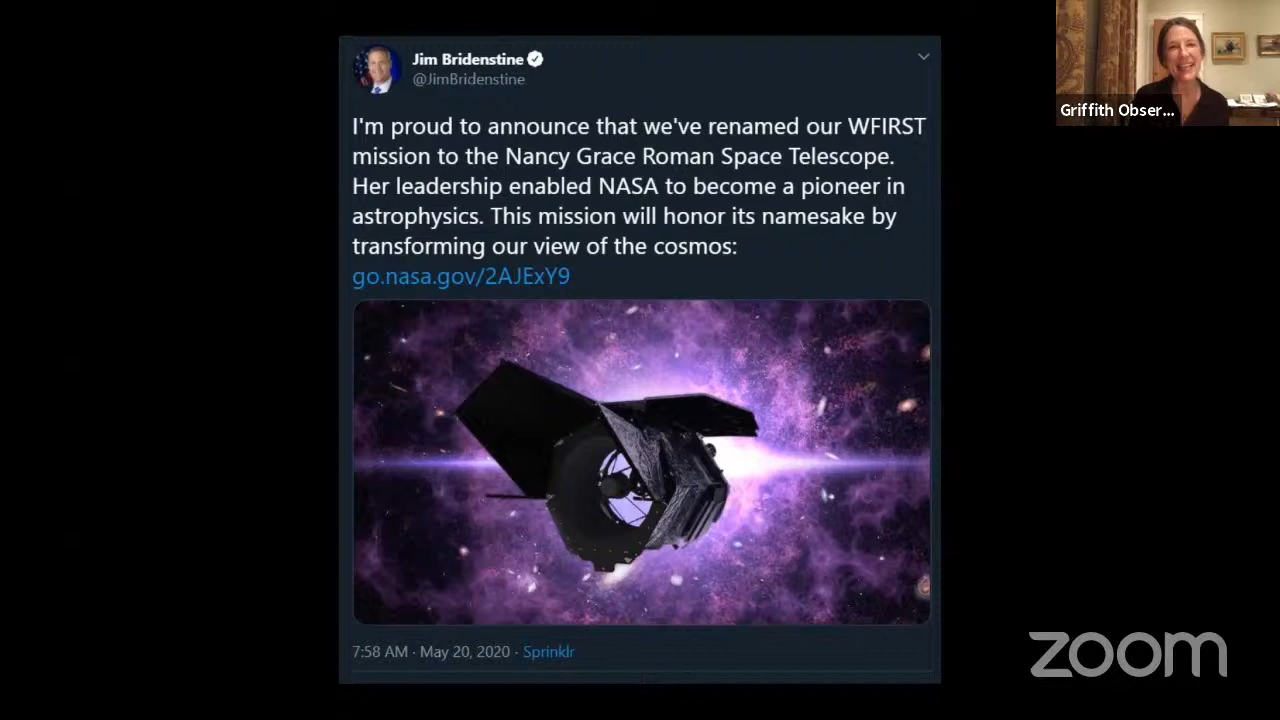 Jim Bridenstine
@JimBridenstine
I'm proud to announce that we've renamed our WFIRST
mission to the Nancy Grace Roman Space Telescope.
Her leadership enabled NASA to become a pioneer in
astrophysics. This mission will honor its namesake by
transforming our view of the cosmos:
go.nasa.gov/2AJExY9
7:58 AM · May 20, 2020 · Sprinklr
Griffith Obser...
zoom